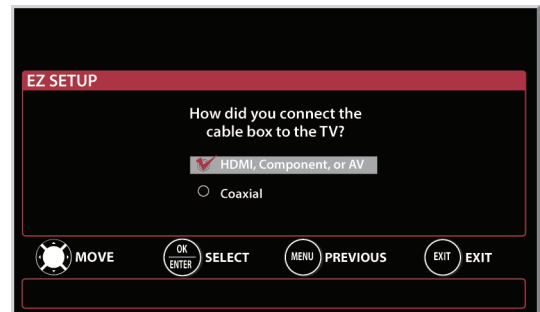 EZ SETUP
How did you connect the
cable box to the TV?
HDMI, Component, or AV
Coaxial
MOVE OK ENTER SELECT MENU PREVIOUS EXIT EXIT